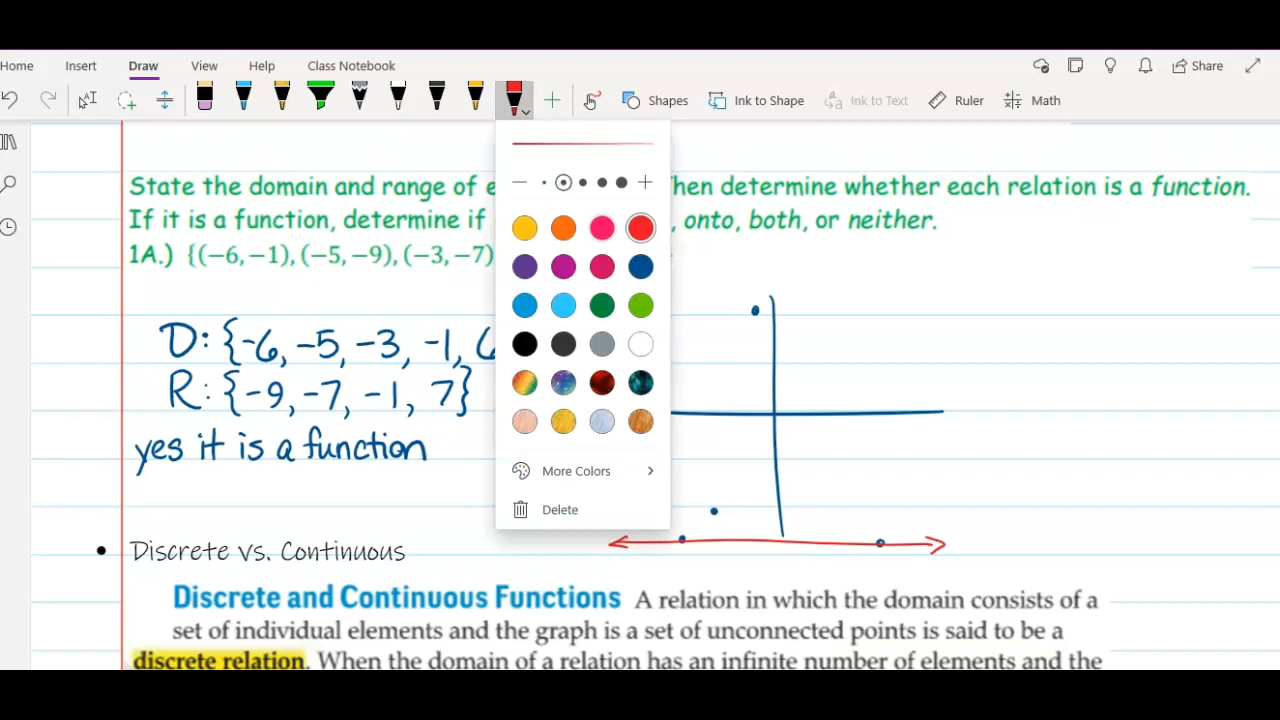 Home Insert Draw View Help Class Notebook Share
Shapes Ink to Shape Ink to Text Ruler Math
State the domain and range of e hen determine whether each relation is a function.
If it is a function, determine if , onto, both, or neither.
1A.) {(−6, −1), (−5, −9), (−3, −7)
D: {-6, -5, -3, -1, 6
R: {-9, -7, -1, 7}
yes it is a function
More Colors
Delete
• Discrete vs. Continuous
Discrete and Continuous Functions A relation in which the domain consists of a
set of individual elements and the graph is a set of unconnected points is said to be a
discrete relation. When the domain of a relation has an infinite number of elements and the